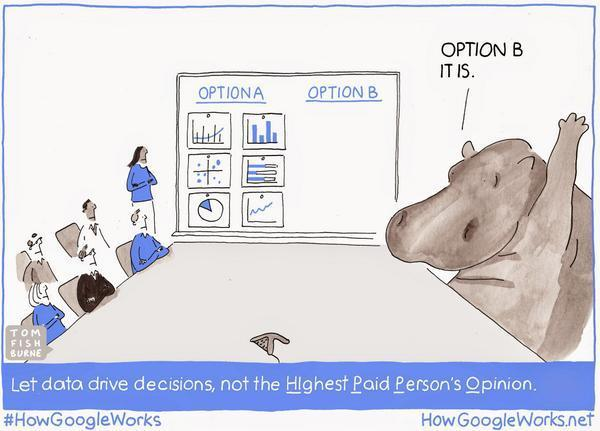 OPTION B
IT IS.
OPTION A
OPTION B
TOM
FISH
BURNE
Let data drive decisions, not the HIghest Paid Person's Opinion.
#HowGoogleWorks
HowGoogleWorks.net